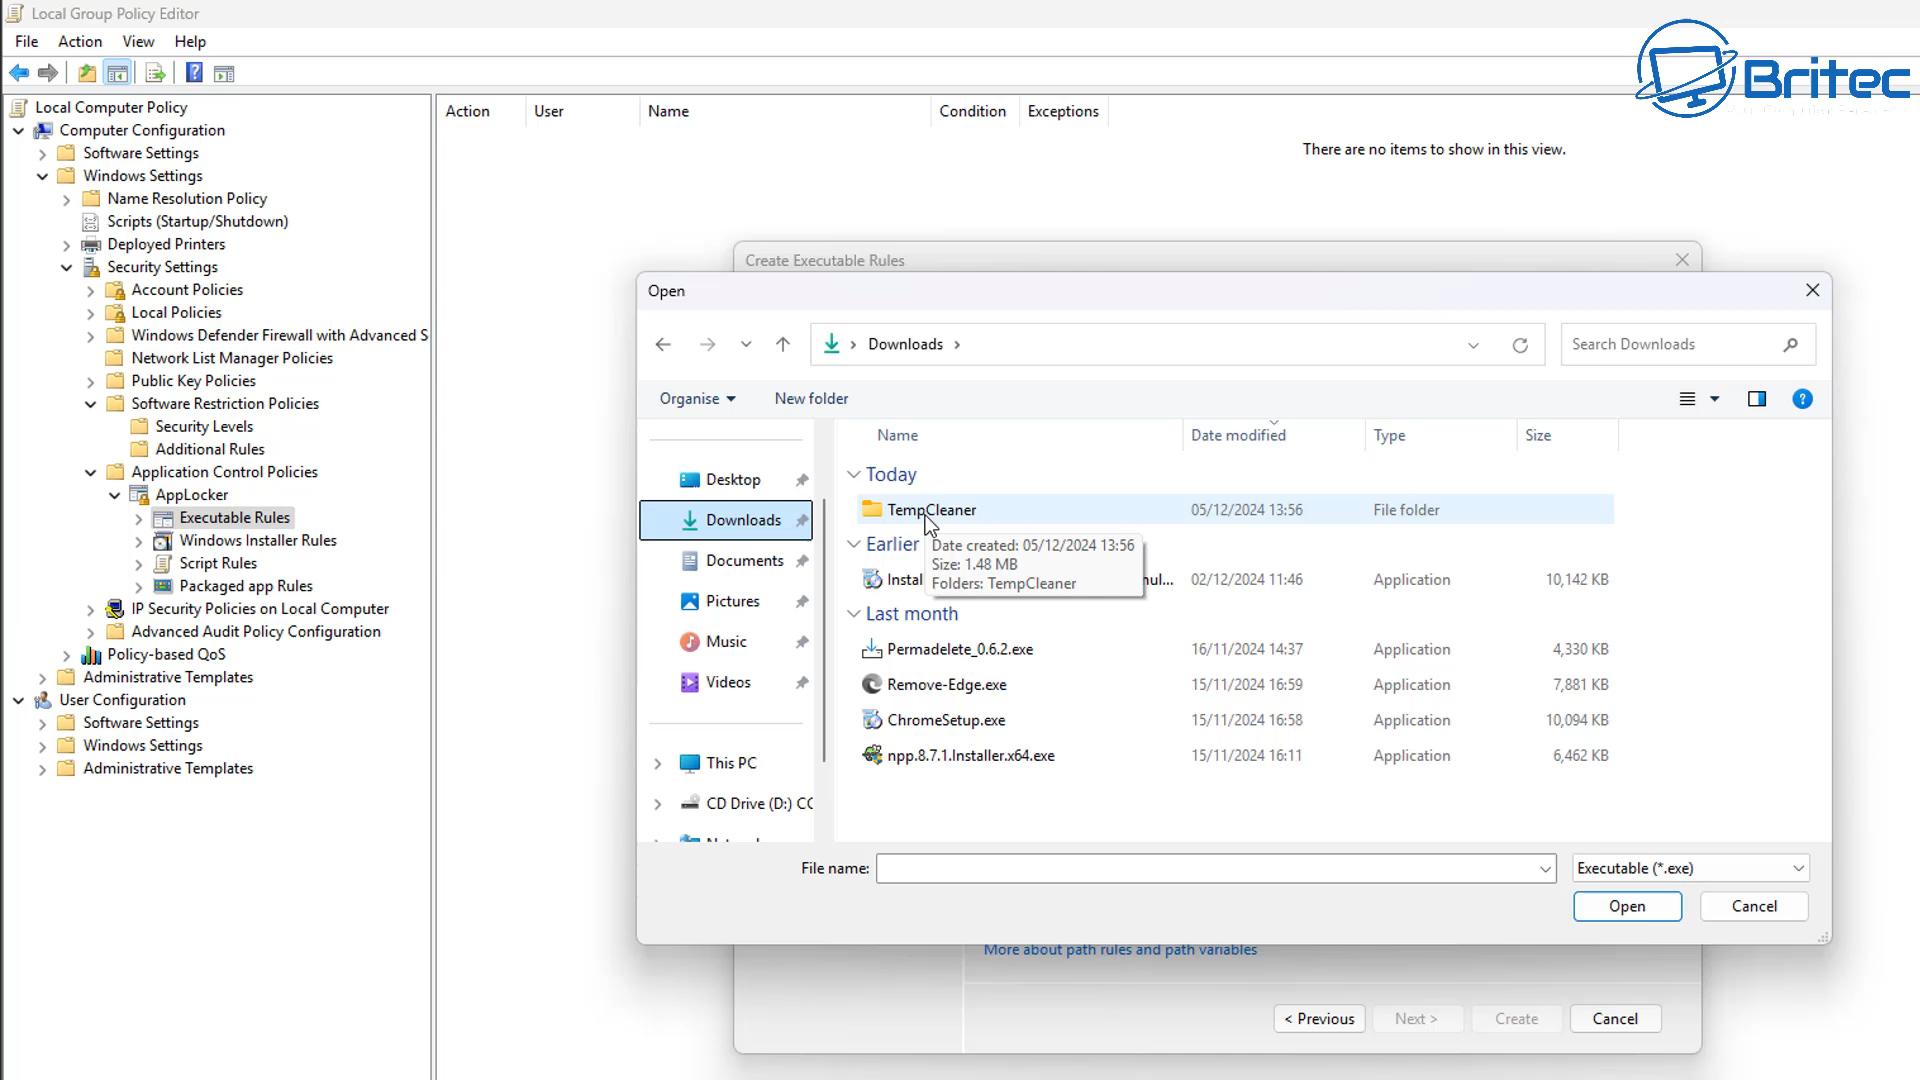 Local Group Policy Editor
File Action View Help
Britec
Local Computer Policy
Computer Configuration
Software Settings
Windows Settings
Name Resolution Policy
Scripts (Startup/Shutdown)
Deployed Printers
Security Settings
Account Policies
Local Policies
Windows Defender Firewall with Advanced S
Network List Manager Policies
Public Key Policies
Software Restriction Policies
Security Levels
Additional Rules
Application Control Policies
AppLocker
Executable Rules
Windows Installer Rules
Script Rules
Packaged app Rules
IP Security Policies on Local Computer
Advanced Audit Policy Configuration
Policy-based QoS
Administrative Templates
User Configuration
Software Settings
Windows Settings
Administrative Templates
Action User Name Condition Exceptions
There are no items to show in this view.
Create Executable Rules
Open
Downloads
Search Downloads
Organise New folder
Desktop
Downloads
Documents
Pictures
Music
Videos
This PC
CD Drive (D:) CC
Name Date modified Type Size
Today
TempCleaner 05/12/2024 13:56 File folder
Earlier
Date created: 05/12/2024 13:56
Size: 1.48 MB
Folders: TempCleaner
Instal mul... 02/12/2024 11:46 Application 10,142 KB
Last month
Permadelete_0.6.2.exe 16/11/2024 14:37 Application 4,330 KB
Remove-Edge.exe 15/11/2024 16:59 Application 7,881 KB
ChromeSetup.exe 15/11/2024 16:58 Application 10,094 KB
npp.8.7.1.Installer.x64.exe 15/11/2024 16:11 Application 6,462 KB
File name: Executable (*.exe)
Open Cancel
More about path rules and path variables
< Previous Next > Create Cancel